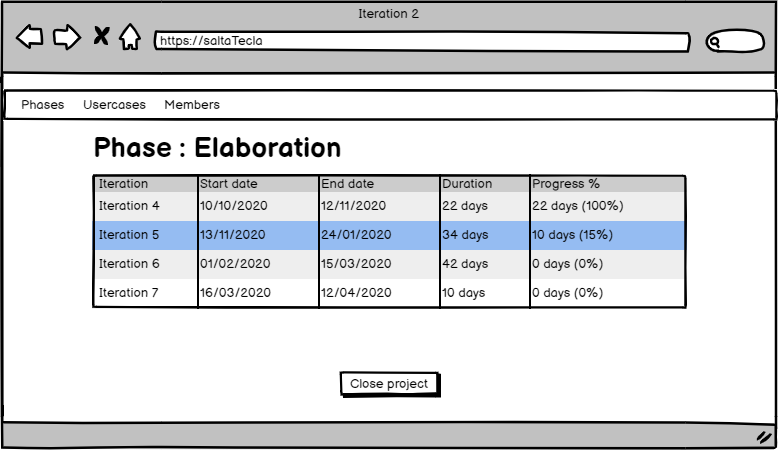 Iteration 2
https://saltaTecla
Phases Usercases Members
Phase : Elaboration
Iteration Start date End date Duration Progress %
Iteration 4 10/10/2020 12/11/2020 22 days 22 days (100%)
Iteration 5 13/11/2020 24/01/2020 34 days 10 days (15%)
Iteration 6 01/02/2020 15/03/2020 42 days 0 days (0%)
Iteration 7 16/03/2020 12/04/2020 10 days 0 days (0%)
Close project